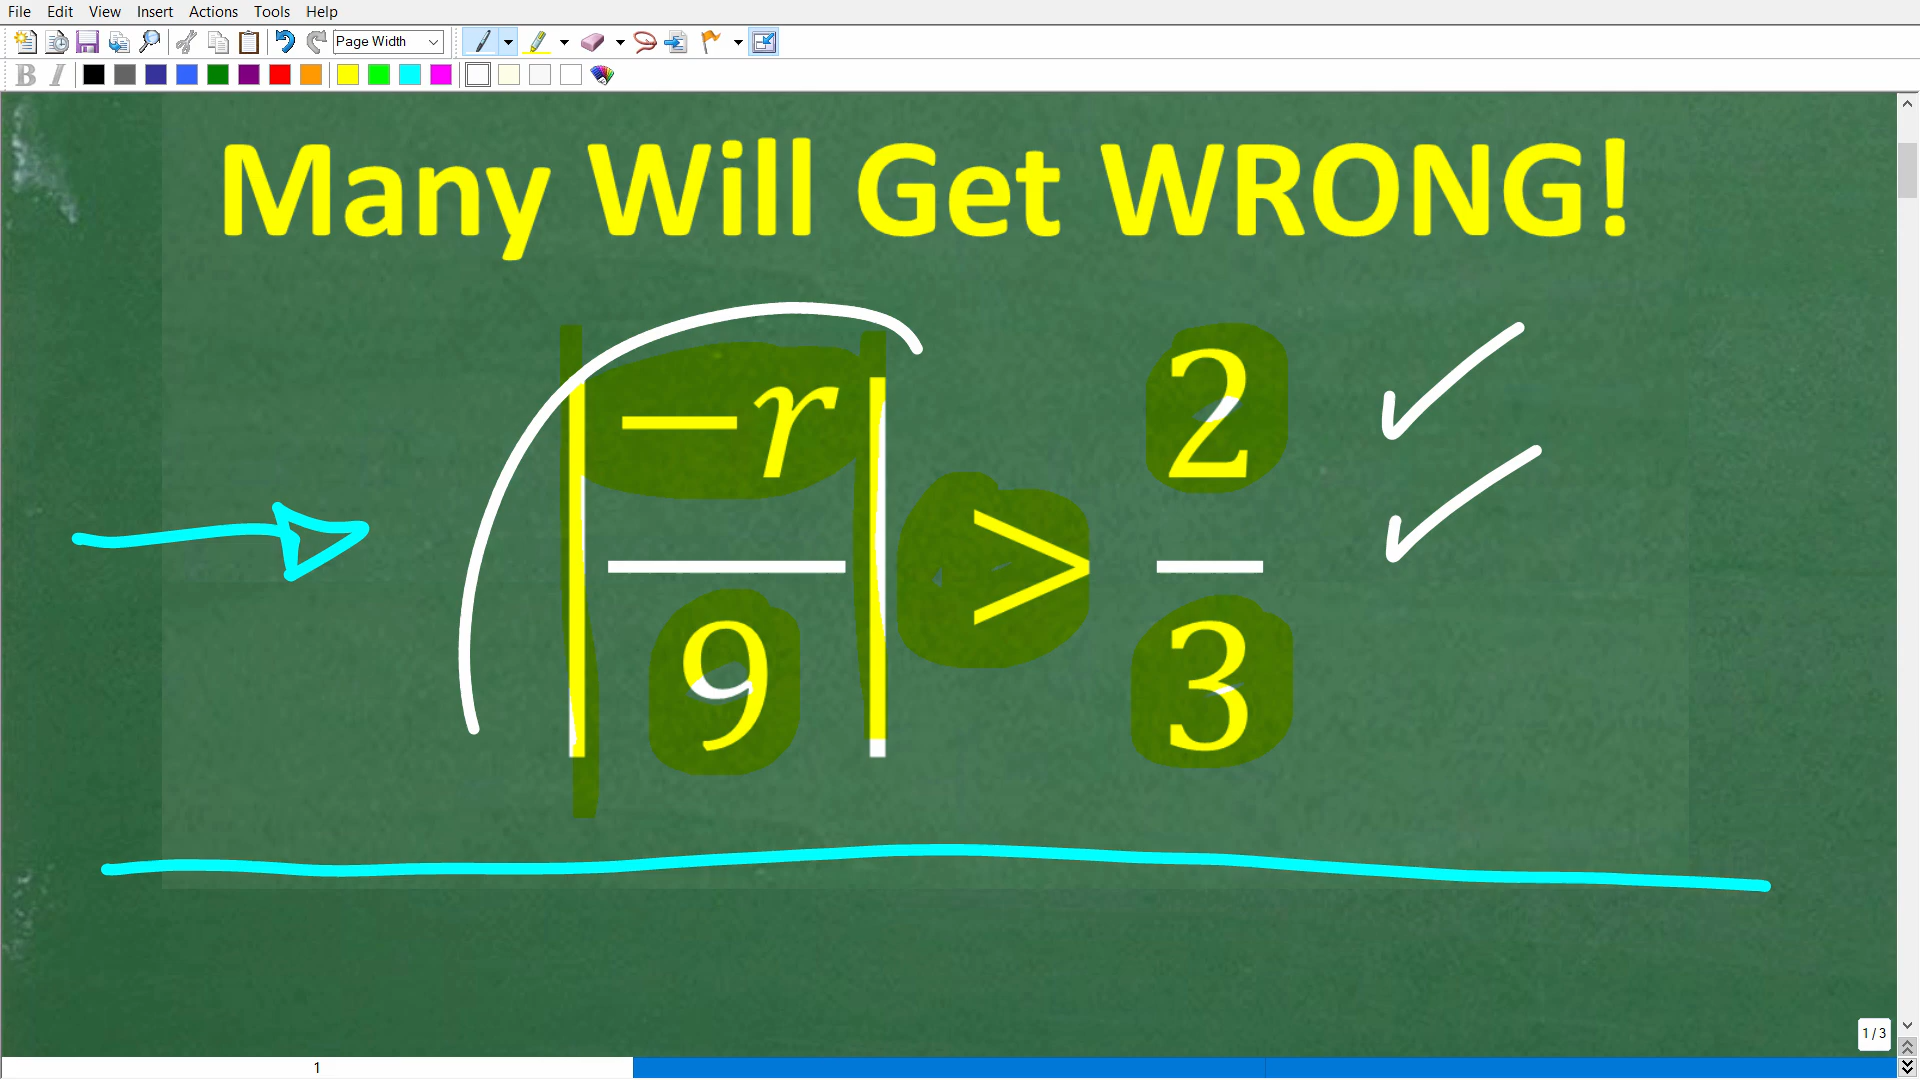 File Edit View Insert Actions Tools Help
Page Width
B I
Many Will Get WRONG!
|−r/9| > 2/3
1 / 3
1